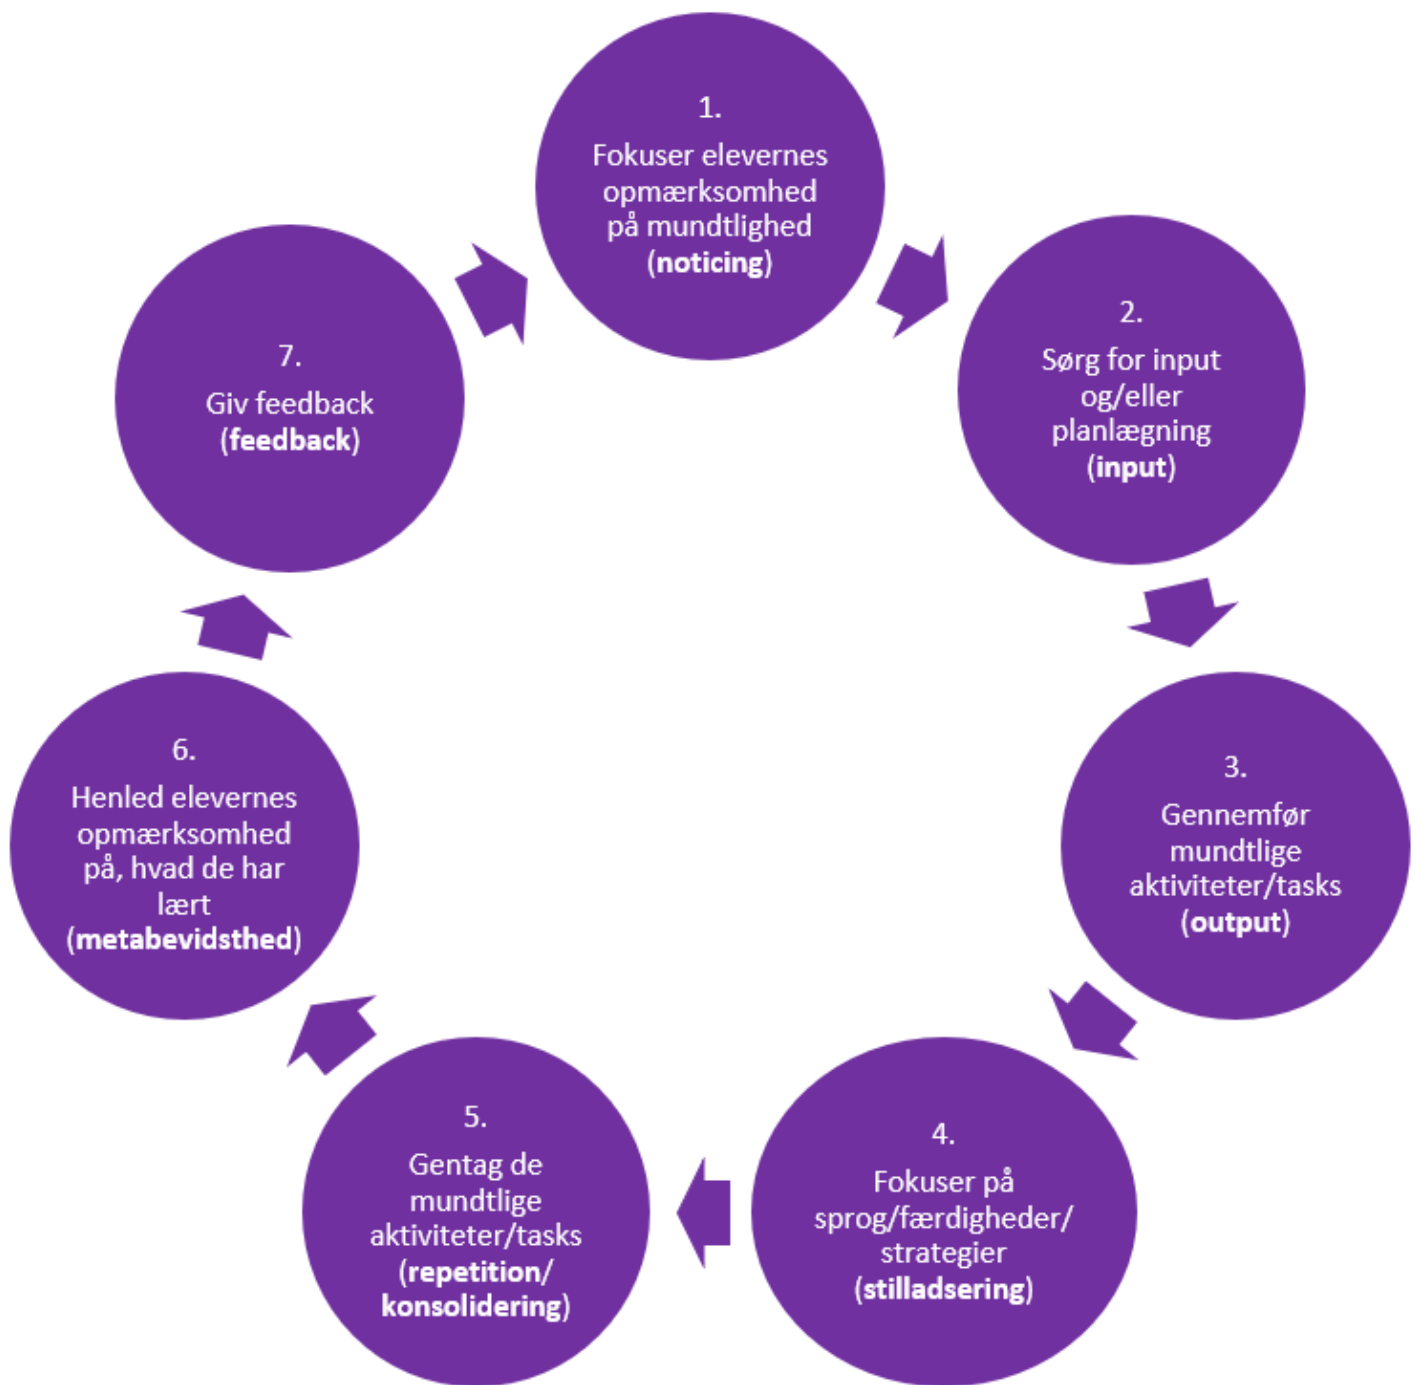 1.
Fokuser elevernes
opmærksomhed
på mundtlighed
(noticing)
2.
Sørg for input
og/eller
planlægning
(input)
3.
Gennemfør
mundtlige
aktiviteter/tasks
(output)
4.
Fokuser på
sprog/færdigheder/
strategier
(stilladsering)
5.
Gentag de
mundtlige
aktiviteter/tasks
(repetition/
konsolidering)
6.
Henled elevernes
opmærksomhed
på, hvad de har
lært
(metabevidsthed)
7.
Giv feedback
(feedback)